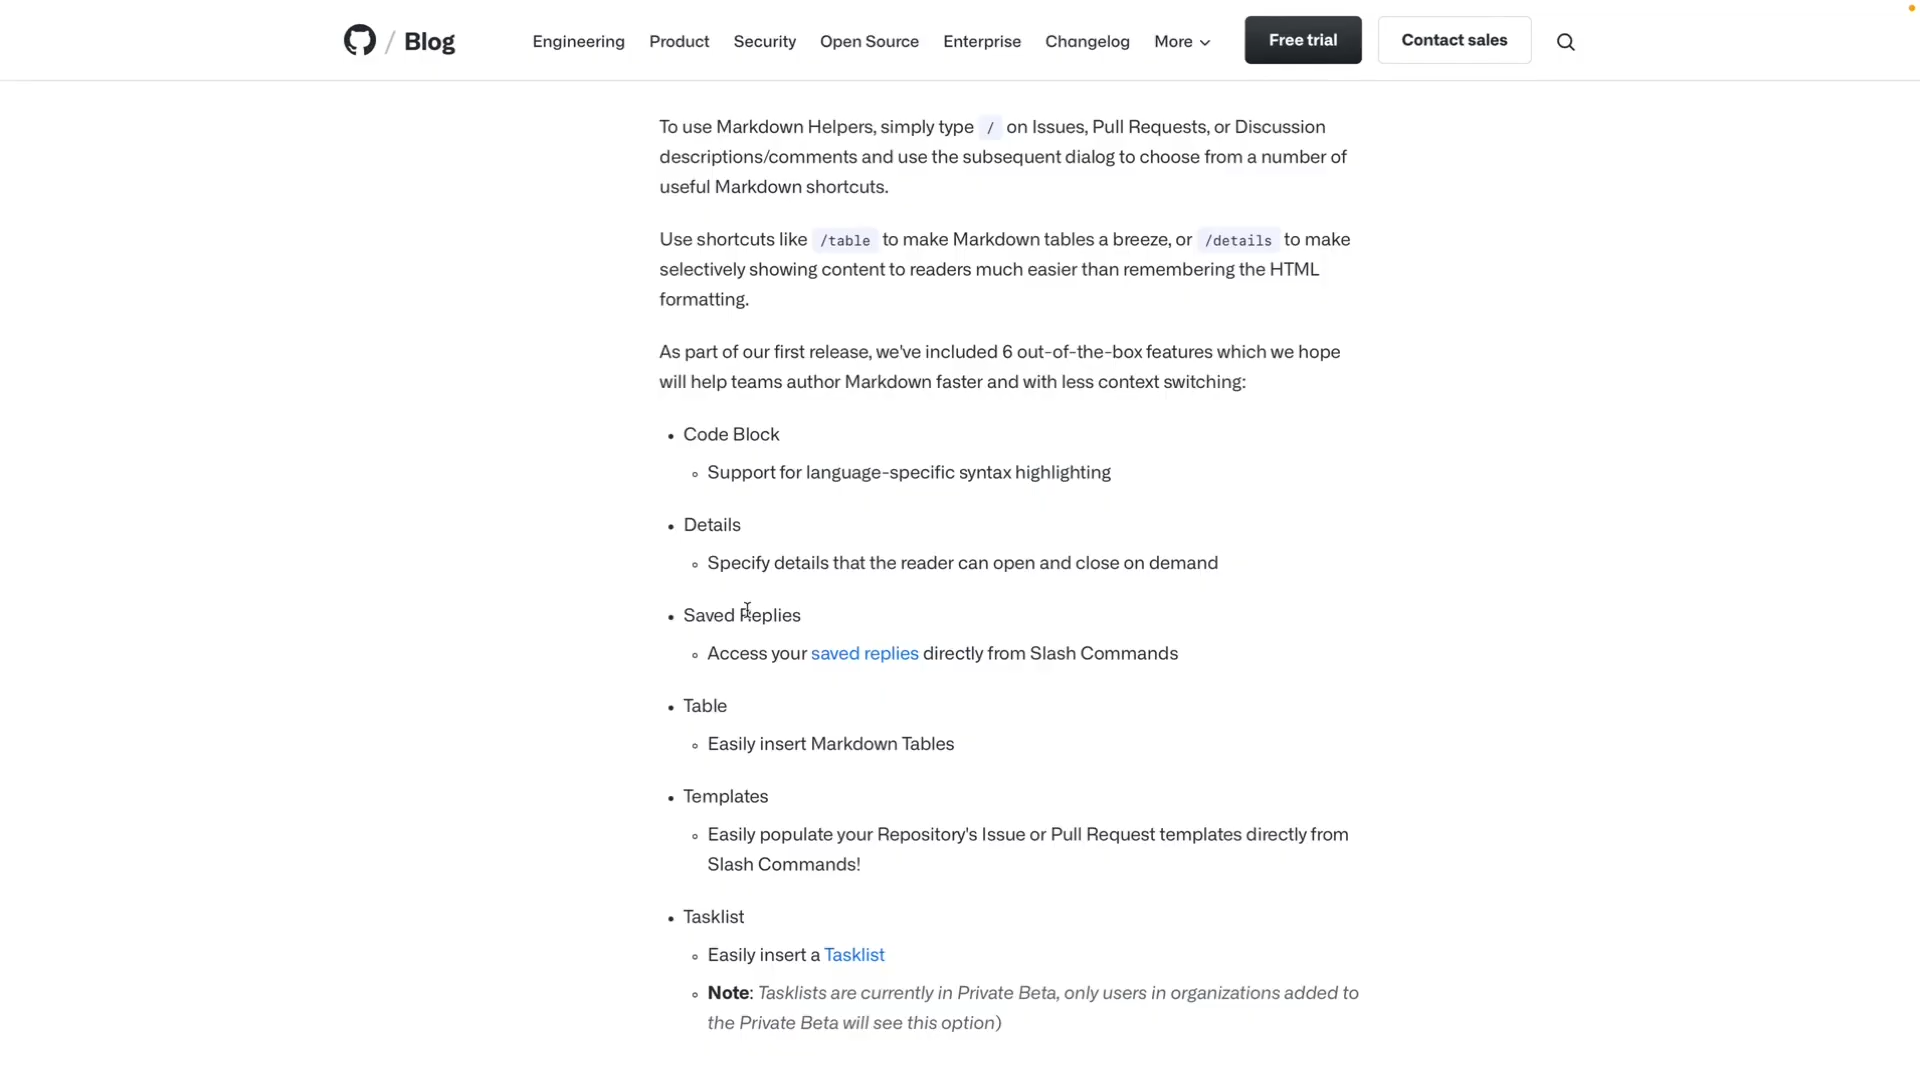 / Blog Engineering Product Security Open Source Enterprise Changelog More Free trial Contact sales
To use Markdown Helpers, simply type / on Issues, Pull Requests, or Discussion
descriptions/comments and use the subsequent dialog to choose from a number of
useful Markdown shortcuts.
Use shortcuts like /table to make Markdown tables a breeze, or /details to make
selectively showing content to readers much easier than remembering the HTML
formatting.
As part of our first release, we've included 6 out-of-the-box features which we hope
will help teams author Markdown faster and with less context switching:
• Code Block
◦ Support for language-specific syntax highlighting
• Details
◦ Specify details that the reader can open and close on demand
• Saved Replies
◦ Access your saved replies directly from Slash Commands
• Table
◦ Easily insert Markdown Tables
• Templates
◦ Easily populate your Repository's Issue or Pull Request templates directly from
Slash Commands!
• Tasklist
◦ Easily insert a Tasklist
◦ Note: Tasklists are currently in Private Beta, only users in organizations added to
the Private Beta will see this option)